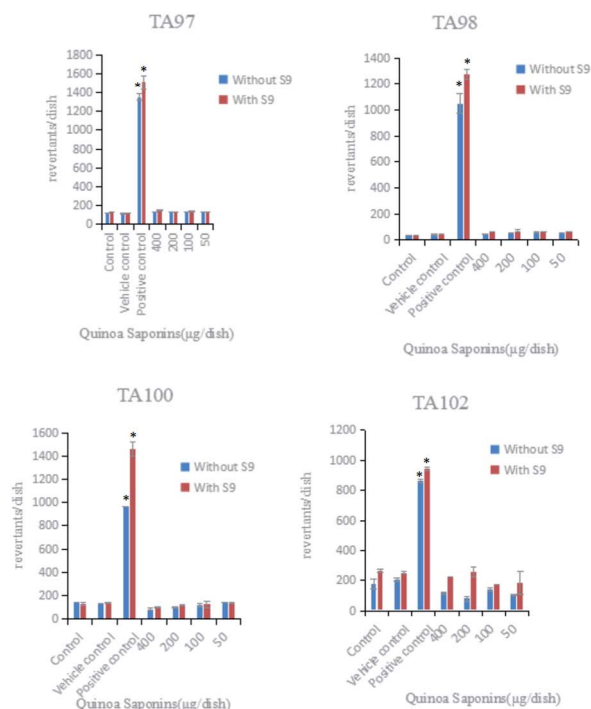 TA97
revertants/dish
1800
1600
1400
1200
1000
800
600
400
200
0
* *
Without S9
With S9
Control
Vehicle control
Positive control
400
200
100
50
Quinoa Saponins(μg/dish)
TA98
revertants/dish
1400
1200
1000
800
600
400
200
0
* *
Without S9
With S9
Control
Vehicle control
Positive control
400
200
100
50
Quinoa Saponins(μg/dish)
TA100
revertants/dish
1600
1400
1200
1000
800
600
400
200
0
* *
Without S9
With S9
Control
Vehicle control
Positive control
400
200
100
50
Quinoa Saponins(μg/dish)
TA102
revertants/dish
1200
1000
800
600
400
200
0
* *
Without S9
With S9
Control
Vehicle control
Positive control
400
200
100
50
Quinoa Saponins(μg/dish)